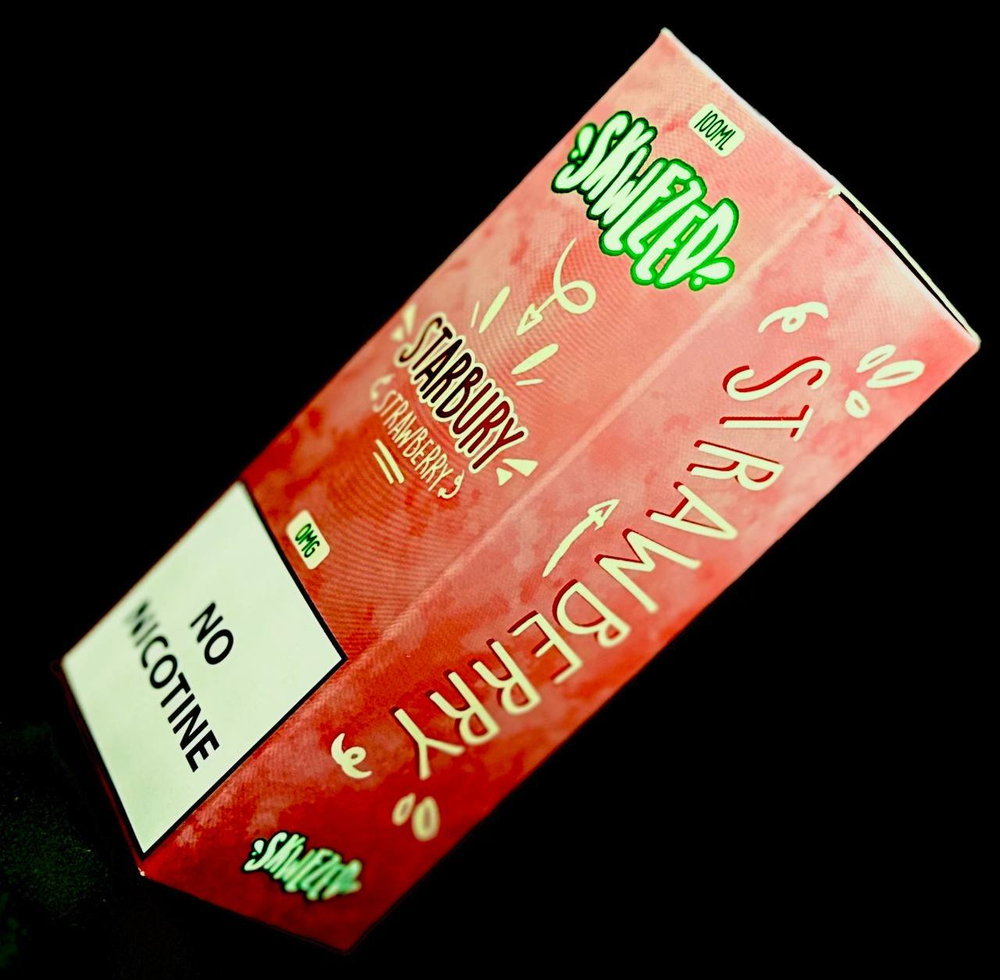 100ML
SKWEZED
STARBURY
STRAWBERRY
0MG
NO
NICOTINE
STRAWBERRY
SKWEZED